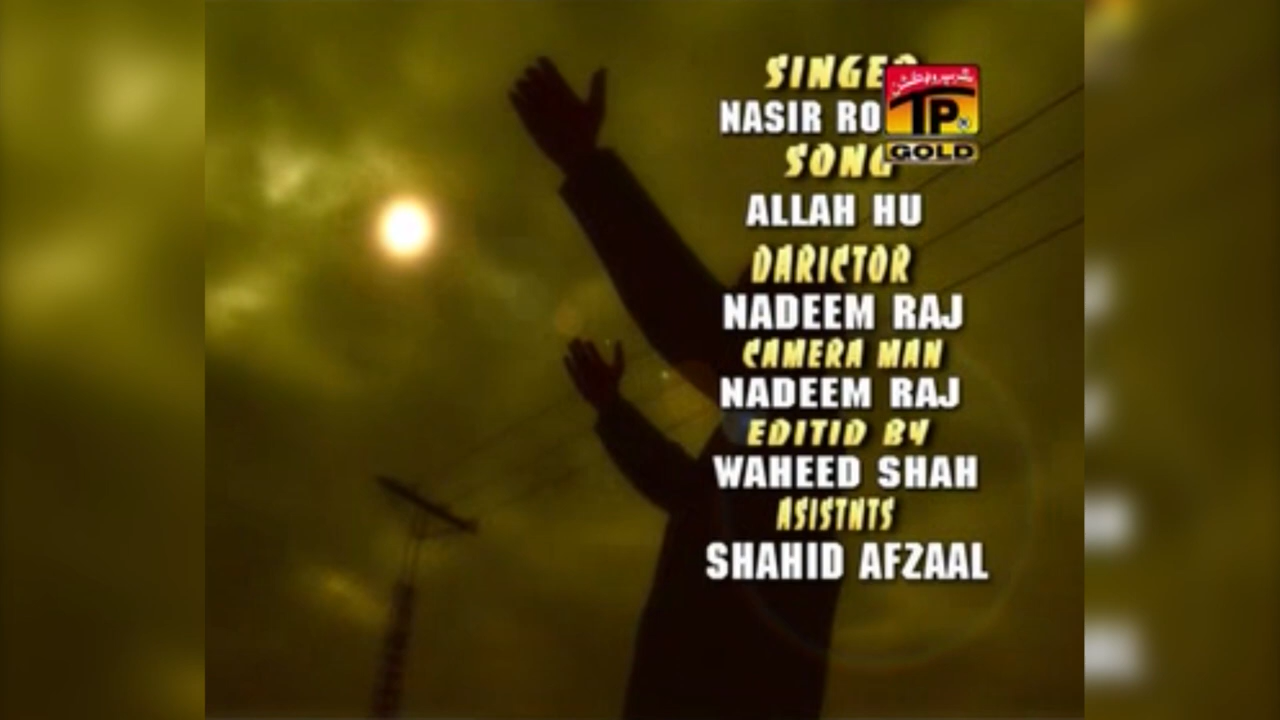 SINGER
NASIR
SONG
ALLAH HU
DARICTOR
NADEEM RAJ
CAMERA MAN
NADEEM RAJ
EDITID BY
WAHEED SHAH
ASISTNTS
SHAHID AFZAAL
TP
GOLD